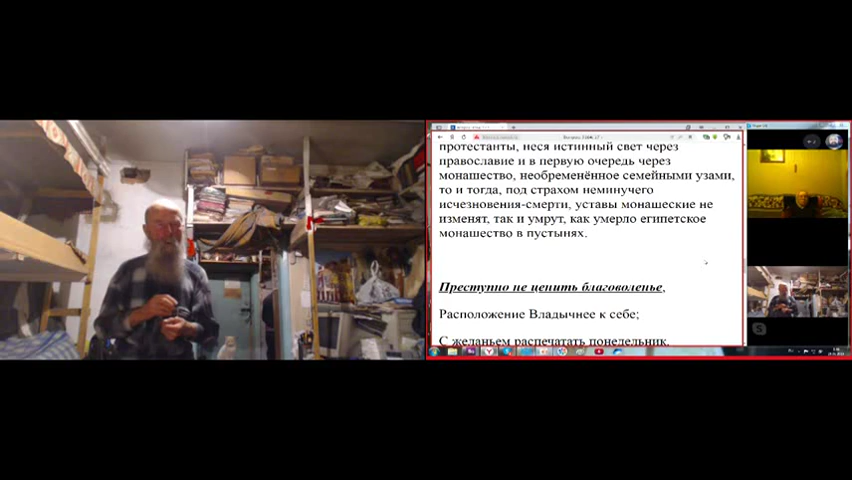 протестанты, неся истинный свет через
православие и в первую очередь через
монашество, необременённое семейными узами,
то и тогда, под страхом неминучего
исчезновения-смерти, уставы монашеские не
изменят, так и умрут, как умерло египетское
монашество в пустынях.
Преступно не ценить благоволенье,
Расположение Владычнее к себе;
С желаньем распечатать понедельник.